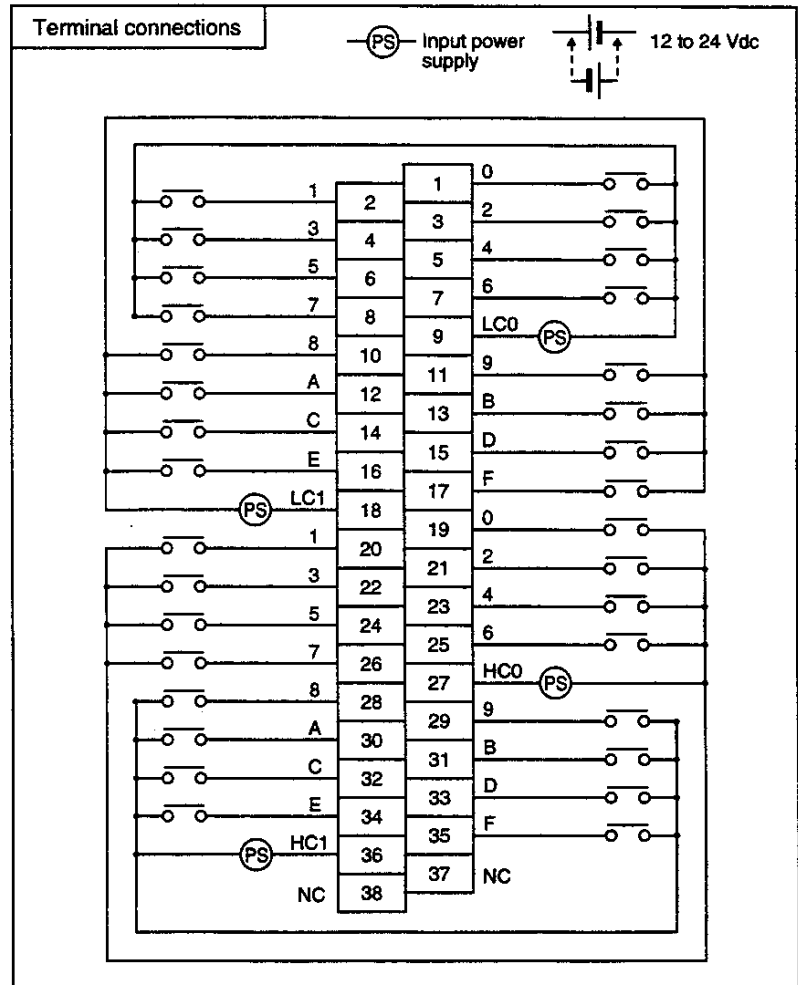 Terminal connections
PS Input power
supply
12 to 24 Vdc
1 0
1 2
3 2
3 4
5 4
5 6
7 6
7 8
9 LC0 PS
8 10
11 9
A 12
13 B
C 14
15 D
E 16
17 F
PS LC1 18
19 0
1 20
21 2
3 22
23 4
5 24
25 6
7 26
27 HC0 PS
8 28
29 9
A 30
31 B
C 32
33 D
E 34
35 F
PS HC1 36
37 NC
NC 38